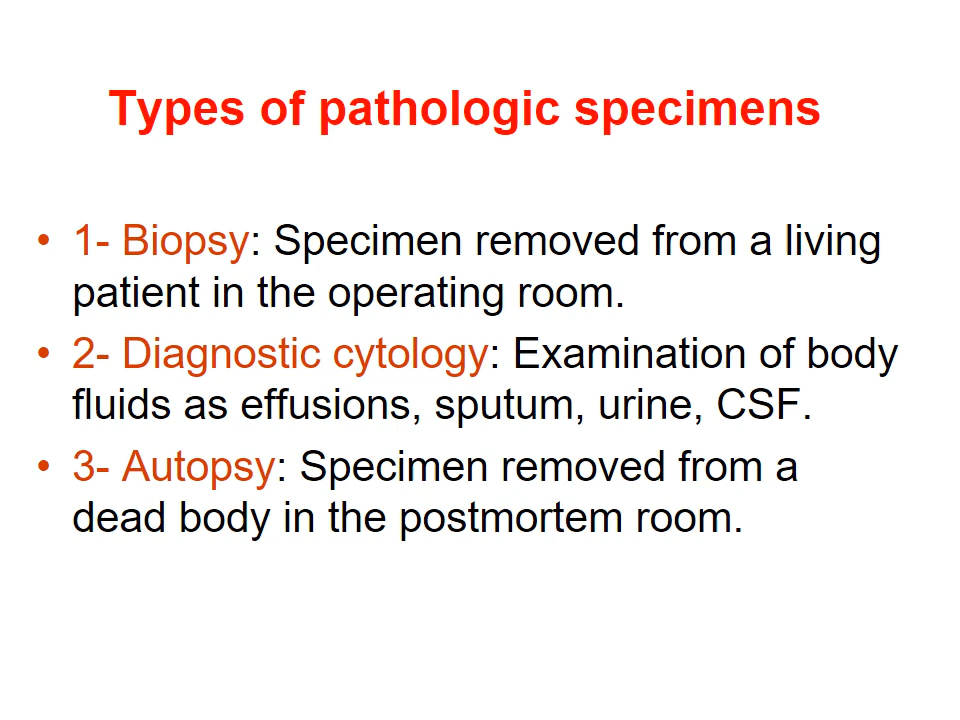 Types of pathologic specimens
• 1- Biopsy: Specimen removed from a living
patient in the operating room.
• 2- Diagnostic cytology: Examination of body
fluids as effusions, sputum, urine, CSF.
• 3- Autopsy: Specimen removed from a
dead body in the postmortem room.